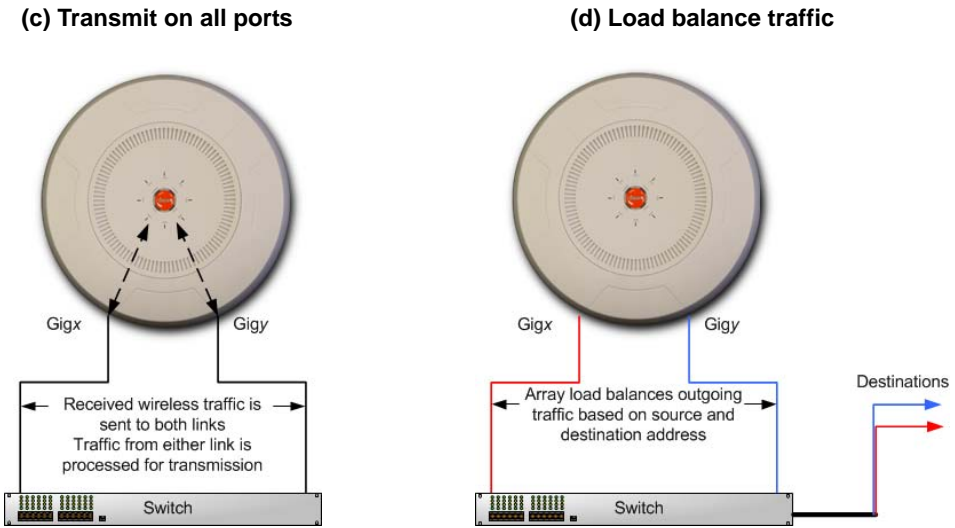 (c) Transmit on all ports
(d) Load balance traffic
Gigx
Gigy
Received wireless traffic is
sent to both links
Traffic from either link is
processed for transmission
Switch
Gigx
Gigy
Array load balances outgoing
traffic based on source and
destination address
Destinations
Switch